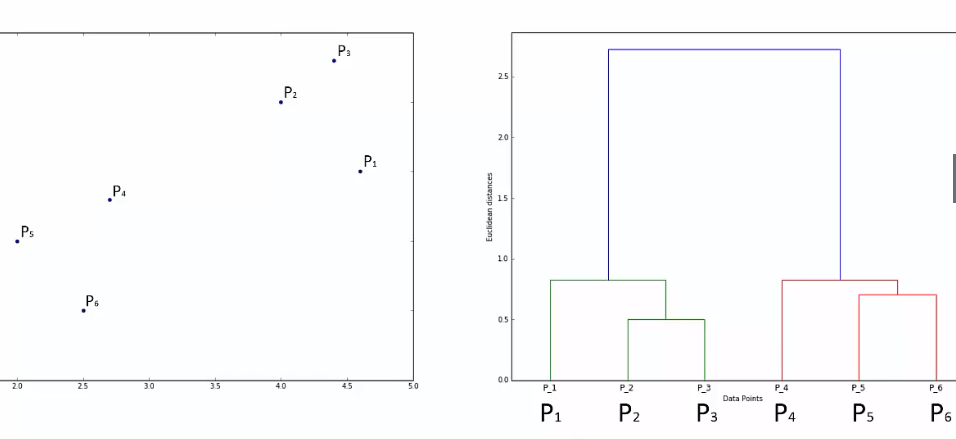 P₃
P₂
P₁
P₄
P₅
P₆
2.0 2.5 3.0 3.5 4.0 4.5 5.0
Euclidean distances
2.5
2.0
1.5
1.0
0.5
0.0
P_1 P_2 P_3 P_4 P_5 P_6
Data Points
P₁ P₂ P₃ P₄ P₅ P₆